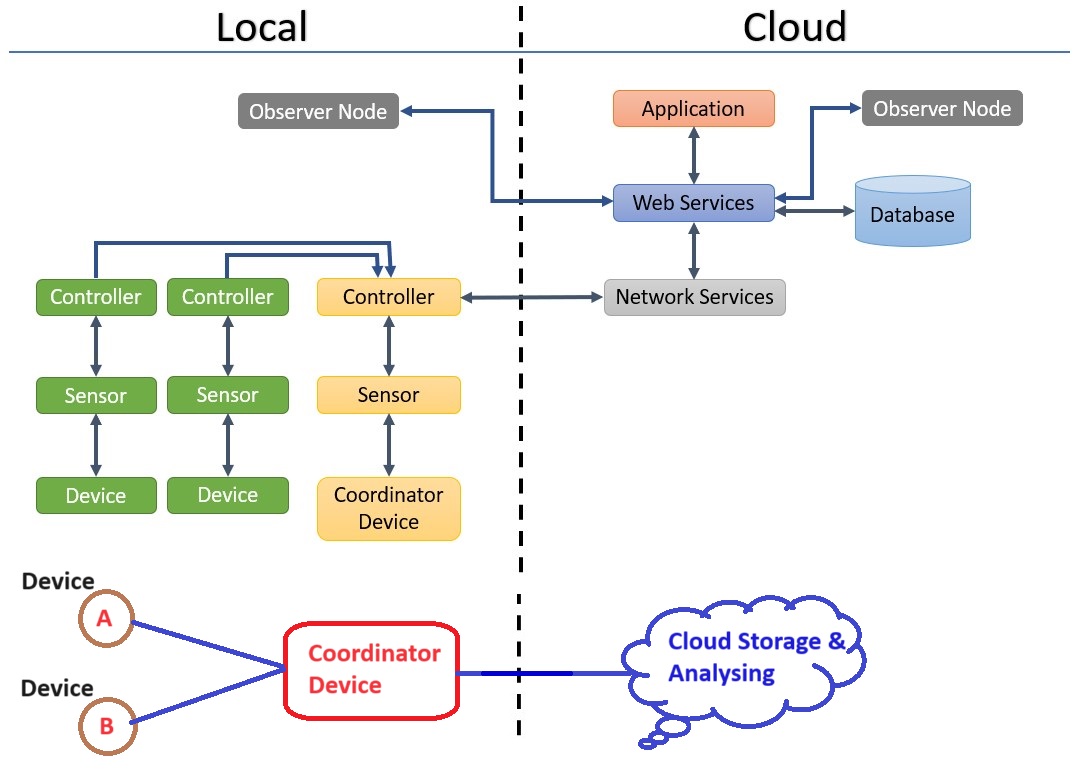 Local
Cloud
Observer Node
Application
Observer Node
Web Services
Database
Controller
Controller
Controller
Network Services
Sensor
Sensor
Sensor
Device
Device
Coordinator
Device
Device
A
Coordinator
Device
Cloud Storage &
Analysing
Device
B